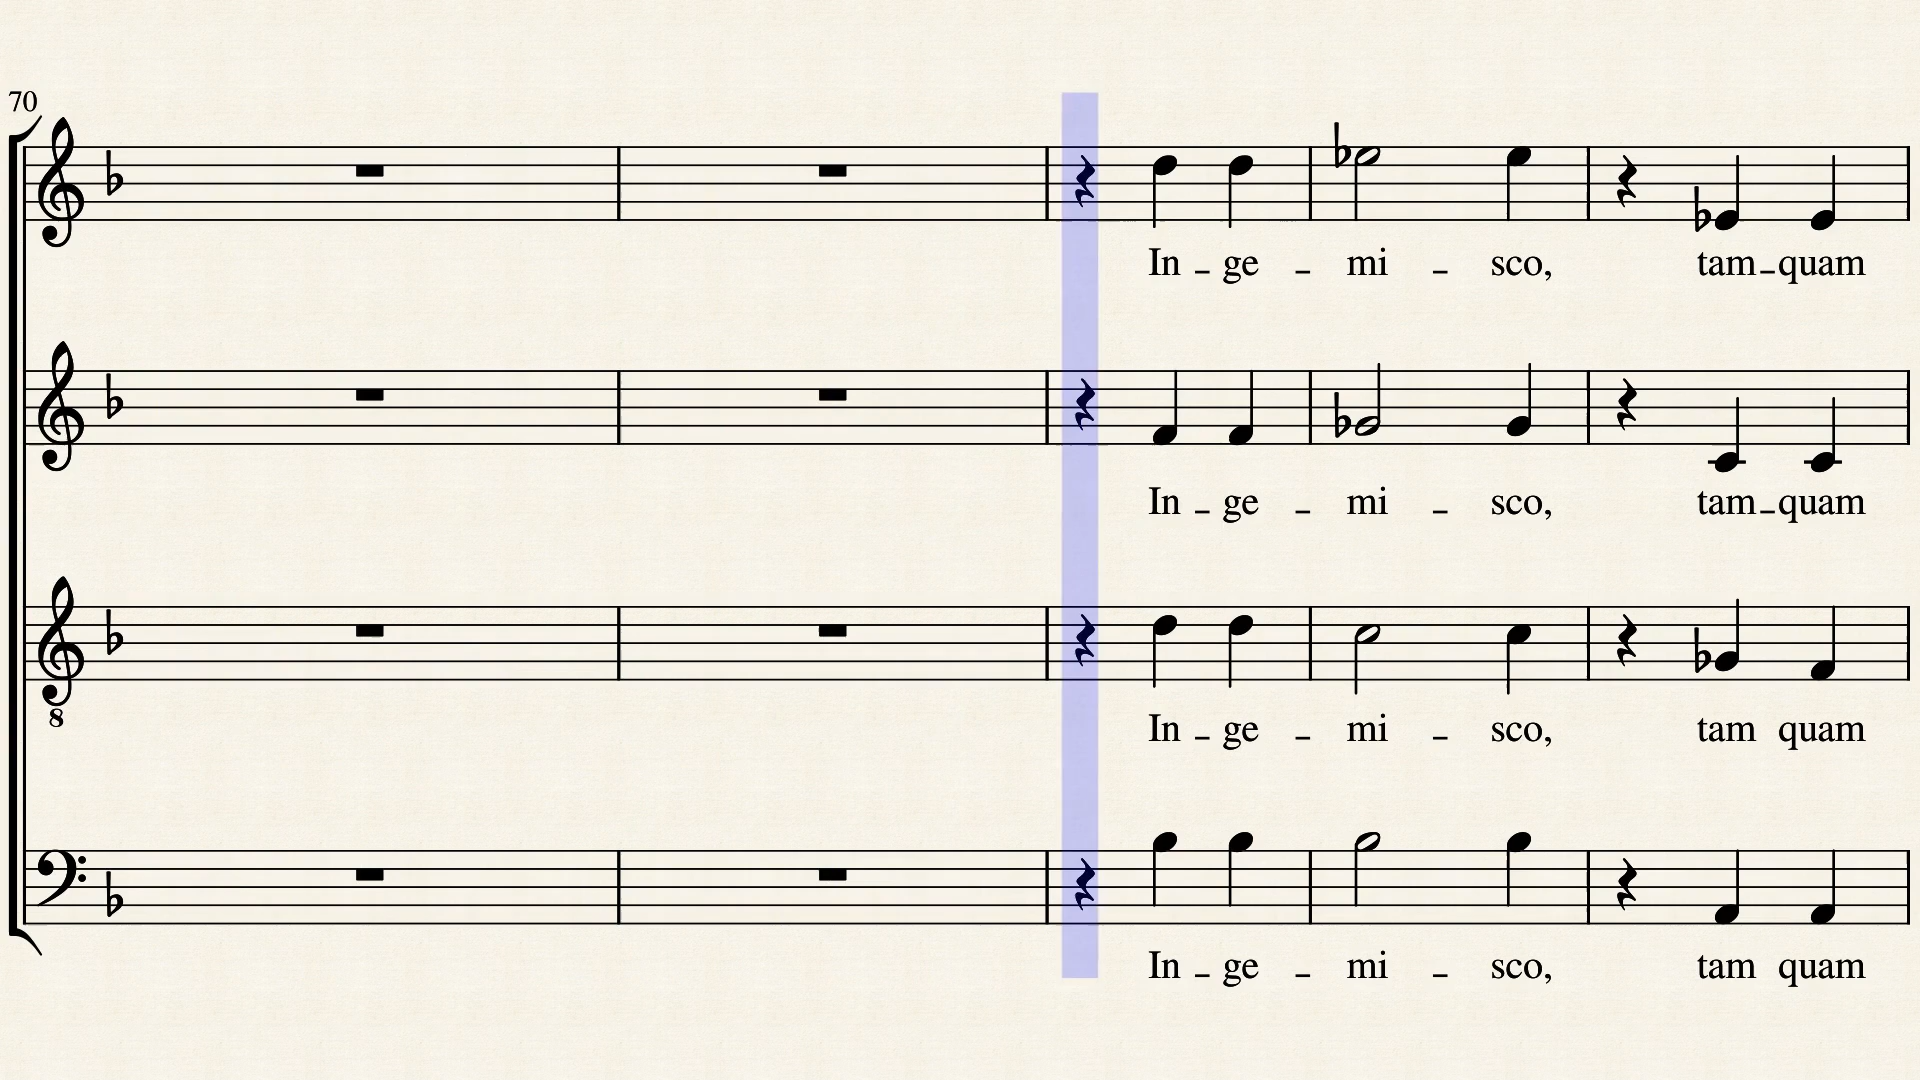 70
In - ge - mi - sco, tam-quam
In - ge - mi - sco, tam-quam
8
In - ge - mi - sco, tam quam
In - ge - mi - sco, tam quam